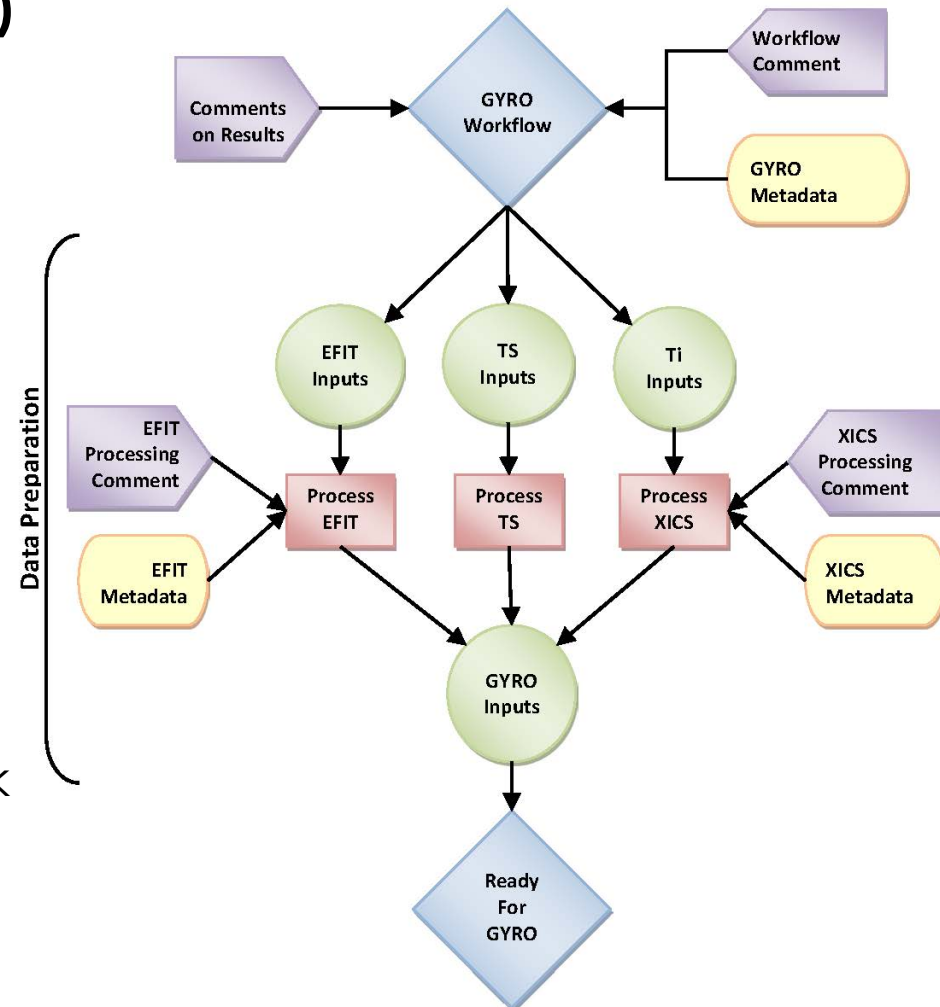 )
Comments
on Results
GYRO
Workflow
Workflow
Comment
GYRO
Metadata
Data Preparation
EFIT
Inputs
TS
Inputs
Ti
Inputs
EFIT
Processing
Comment
Process
EFIT
Process
TS
Process
XICS
XICS
Processing
Comment
EFIT
Metadata
XICS
Metadata
GYRO
Inputs
Ready
For
GYRO